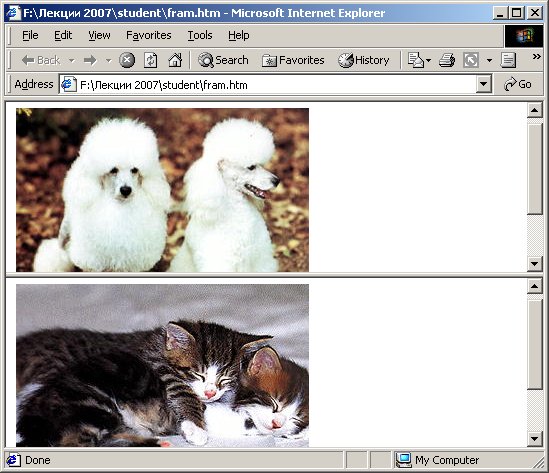 F:\Лекции 2007\student\fram.htm - Microsoft Internet Explorer
File Edit View Favorites Tools Help
Back Search Favorites History »
Address F:\Лекции 2007\student\fram.htm Go
Done My Computer